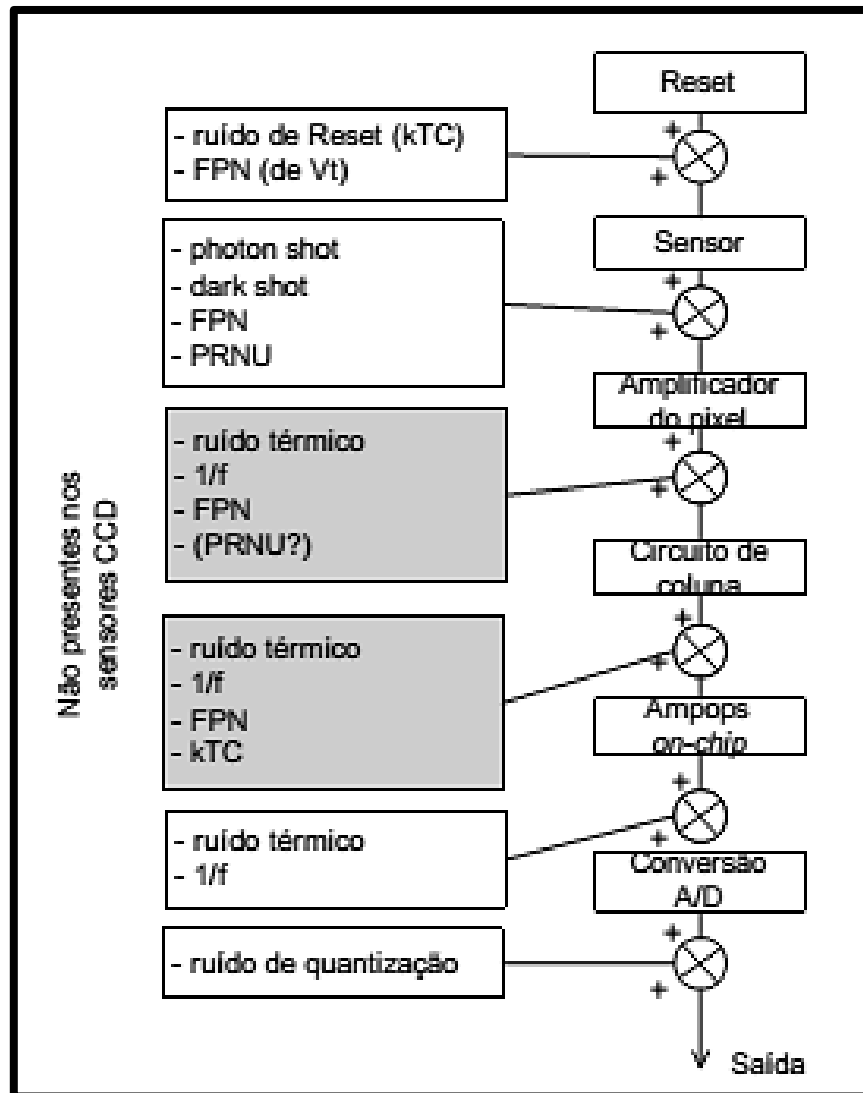 Reset
- ruído de Reset (kTC)
- FPN (de Vt)
+
+
Sensor
- photon shot
- dark shot
- FPN
- PRNU
+
+
Amplificador
do pixel
- ruído térmico
- 1/f
- FPN
- (PRNU?)
+
+
Circuito de
coluna
Não presentes nos
sensores CCD
- ruído térmico
- 1/f
- FPN
- kTC
+
+
Ampops
on-chip
- ruído térmico
- 1/f
+
+
Conversão
A/D
- ruído de quantização
+
+
Saída